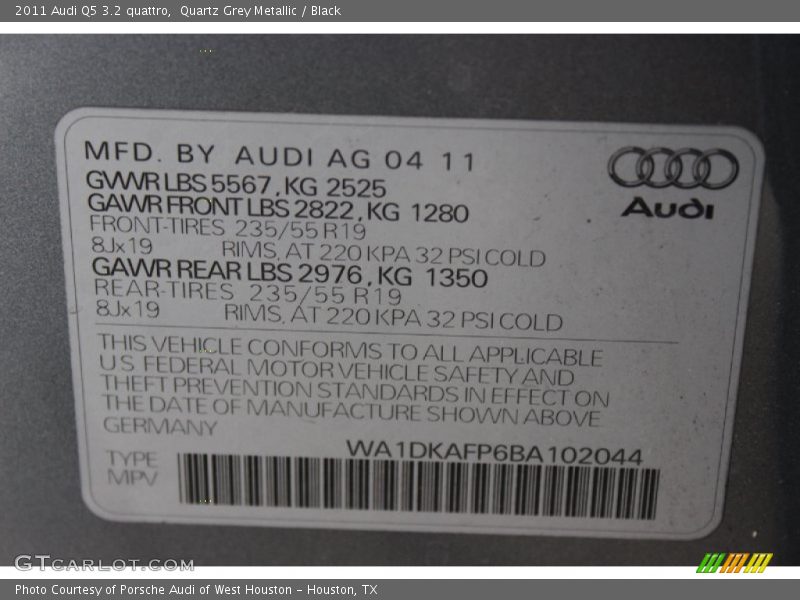 2011 Audi Q5 3.2 quattro,  Quartz Grey Metallic / Black
MFD. BY AUDI AG 04 11
GVWR LBS 5567, KG 2525
GAWR FRONT LBS 2822, KG 1280
FRONT-TIRES 235/55 R19
8Jx19 RIMS, AT 220 KPA 32 PSI COLD
GAWR REAR LBS 2976, KG 1350
REAR-TIRES 235/55 R19
8Jx19 RIMS, AT 220 KPA 32 PSI COLD
Audi
THIS VEHICLE CONFORMS TO ALL APPLICABLE
U S FEDERAL MOTOR VEHICLE SAFETY AND
THEFT PREVENTION STANDARDS IN EFFECT ON
THE DATE OF MANUFACTURE SHOWN ABOVE
GERMANY
WA1DKAFP6BA102044
TYPE
MPV
GTCARLOT.COM
Photo Courtesy of Porsche Audi of West Houston - Houston, TX